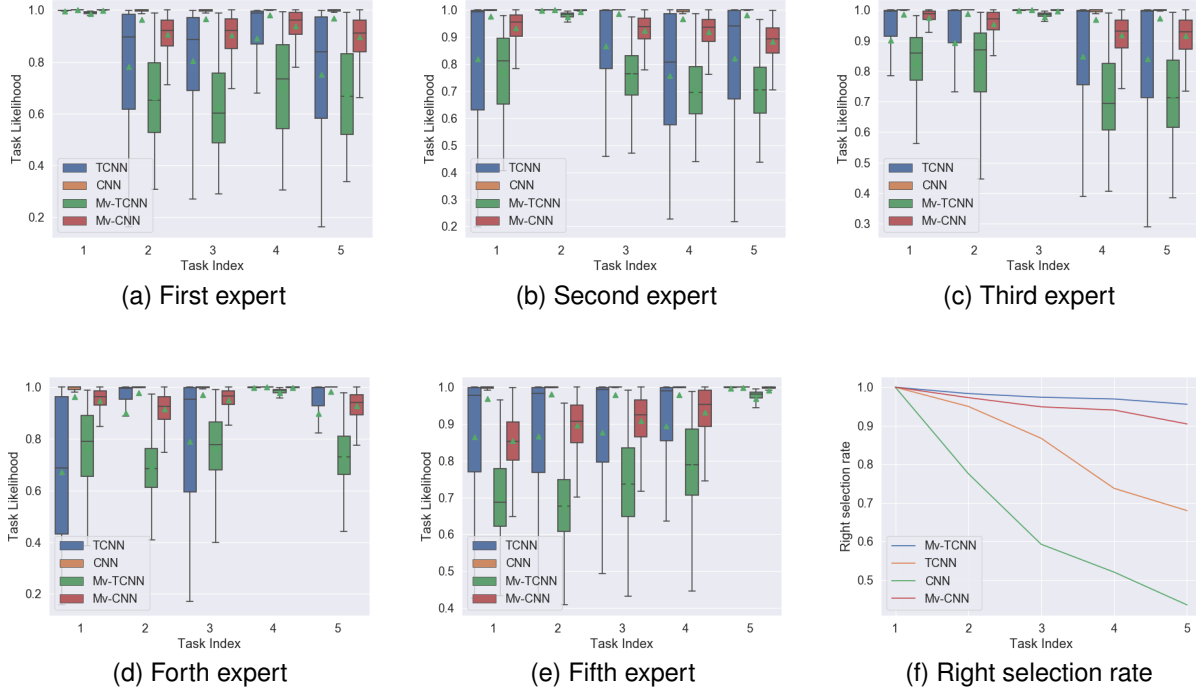 1.0
0.8
0.6
0.4
0.2
Task Likelihood
TCNN
CNN
Mv-TCNN
Mv-CNN
1 2 3 4 5
Task Index
(a) First expert
1.0
0.9
0.8
0.7
0.6
0.5
0.4
0.3
0.2
Task Likelihood
TCNN
CNN
Mv-TCNN
Mv-CNN
1 2 3 4 5
Task Index
(b) Second expert
1.0
0.9
0.8
0.7
0.6
0.5
0.4
0.3
Task Likelihood
TCNN
CNN
Mv-TCNN
Mv-CNN
1 2 3 4 5
Task Index
(c) Third expert
1.0
0.8
0.6
0.4
0.2
Task Likelihood
TCNN
CNN
Mv-TCNN
Mv-CNN
1 2 3 4 5
Task Index
(d) Forth expert
1.0
0.9
0.8
0.7
0.6
0.5
0.4
Task Likelihood
TCNN
CNN
Mv-TCNN
Mv-CNN
1 2 3 4 5
Task Index
(e) Fifth expert
1.0
0.9
0.8
0.7
0.6
0.5
Right selection rate
Mv-TCNN
TCNN
CNN
Mv-CNN
1 2 3 4 5
Task Index
(f) Right selection rate